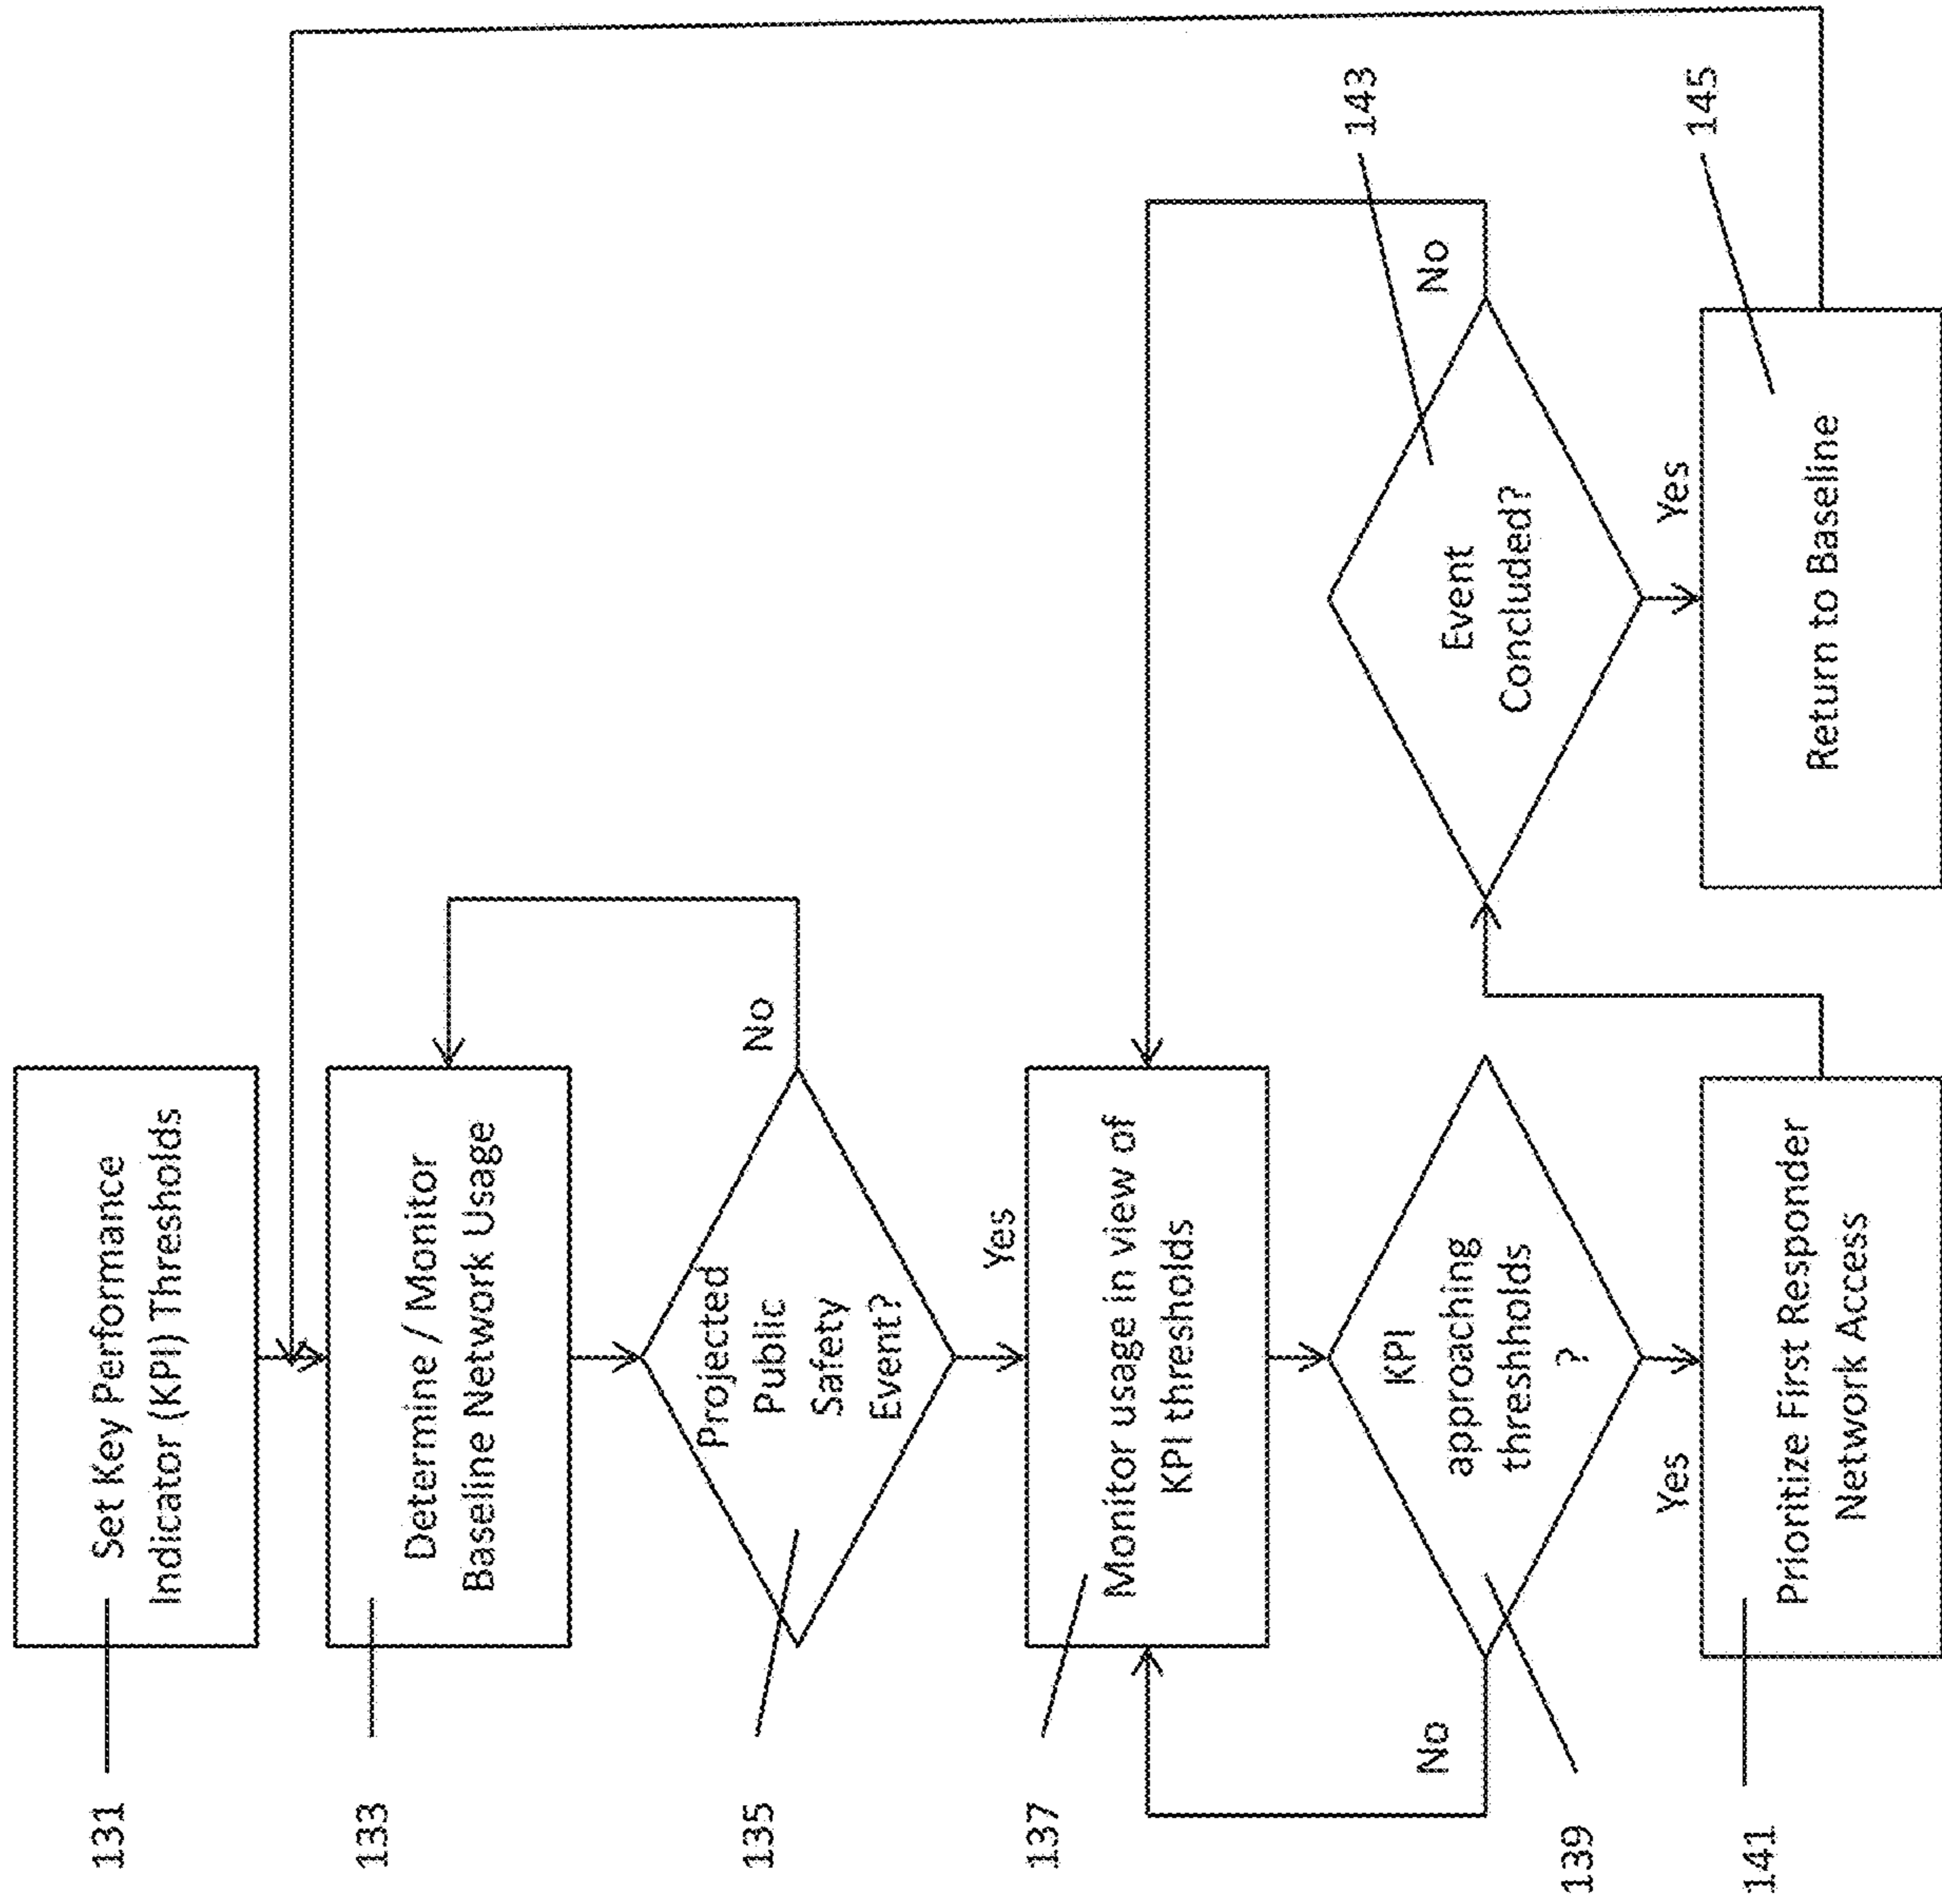 131
Set Key Performance
Indicator (KPI) Thresholds
133
Determine / Monitor
Baseline Network Usage
135
Projected
Public
Safety
Event?
No
Yes
137
Monitor usage in view of
KPI thresholds
139
KPI
approaching
threshholds
?
No
Yes
141
Prioritize First Responder
Network Access
143
Event
Concluded?
No
Yes
145
Return to Baseline